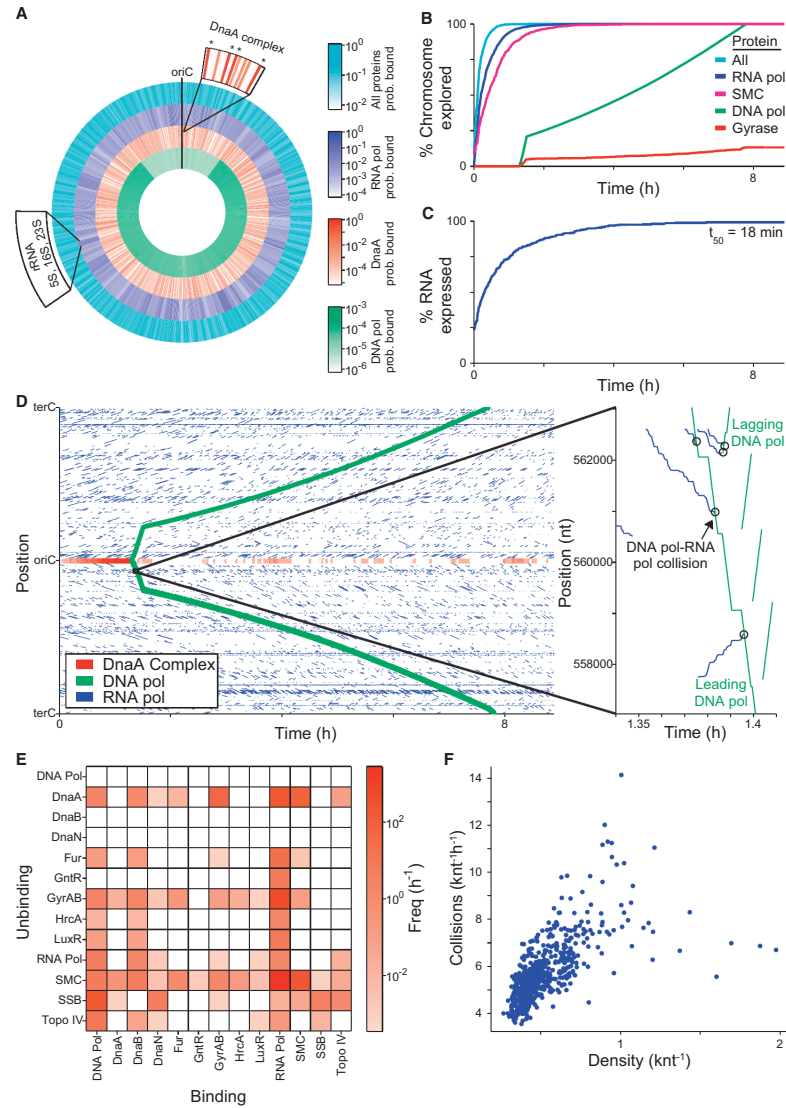 A
DnaA complex
* ** *
oriC
rRNA
5S, 16S, 23S
10^0
10^-1
10^-2
All proteins
prob. bound
10^0
10^-1
10^-2
10^-3
10^-4
RNA pol
prob. bound
10^0
10^-2
10^-4
DnaA
prob. bound
10^-3
10^-4
10^-5
10^-6
DNA pol
prob. bound
B
% Chromosome
explored
100
0
0
8
Time (h)
Protein
All
RNA pol
SMC
DNA pol
Gyrase
C
% RNA
expressed
100
0
0
8
Time (h)
t50 = 18 min
D
Position
terC
oriC
terC
DnaA Complex
DNA pol
RNA pol
0
8
Time (h)
Position (nt)
562000
560000
558000
Lagging
DNA pol
DNA pol-RNA
pol collision
Leading
DNA pol
1.35
1.4
Time (h)
E
Unbinding
DNA Pol
DnaA
DnaB
DnaN
Fur
GntR
GyrAB
HrcA
LuxR
RNA Pol
SMC
SSB
Topo IV
DNA Pol
DnaA
DnaB
DnaN
Fur
GntR
GyrAB
HrcA
LuxR
RNA Pol
SMC
SSB
Topo IV
Binding
10^2
10^0
10^-2
Freq (h^-1)
F
Collisions (knt^-1h^-1)
14
12
10
8
6
4
1
2
Density (knt^-1)